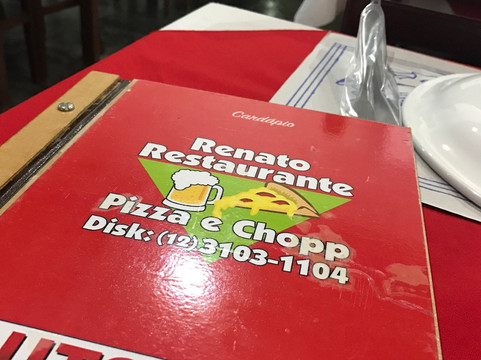 Cardápio
Renato
Restaurante
Pizza e Chopp
Disk: (12)3103-1104